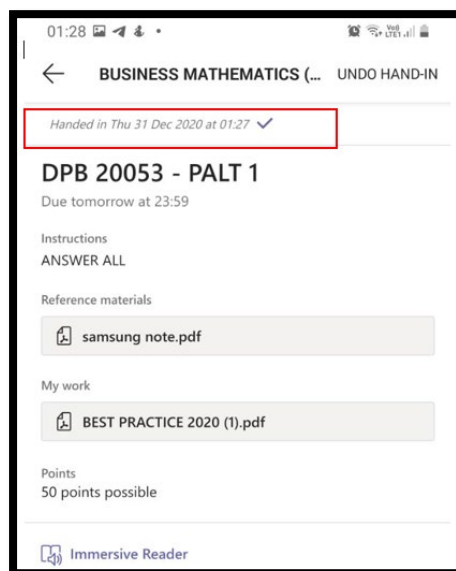 01:28
BUSINESS MATHEMATICS (... UNDO HAND-IN
Handed in Thu 31 Dec 2020 at 01:27
DPB 20053 - PALT 1
Due tomorrow at 23:59
Instructions
ANSWER ALL
Reference materials
samsung note.pdf
My work
BEST PRACTICE 2020 (1).pdf
Points
50 points possible
Immersive Reader